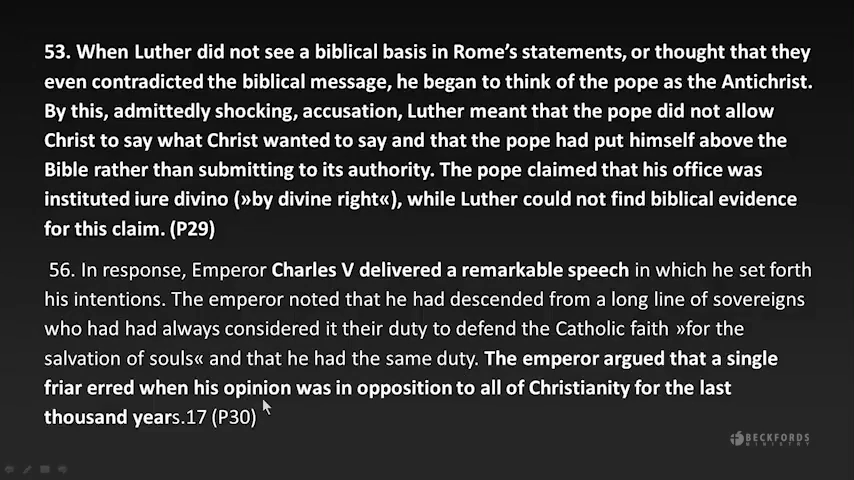 53. When Luther did not see a biblical basis in Rome's statements, or thought that they
even contradicted the biblical message, he began to think of the pope as the Antichrist.
By this, admittedly shocking, accusation, Luther meant that the pope did not allow
Christ to say what Christ wanted to say and that the pope had put himself above the
Bible rather than submitting to its authority. The pope claimed that his office was
instituted iure divino (»by divine right«), while Luther could not find biblical evidence
for this claim. (P29)
56. In response, Emperor Charles V delivered a remarkable speech in which he set forth
his intentions. The emperor noted that he had descended from a long line of sovereigns
who had had always considered it their duty to defend the Catholic faith »for the
salvation of souls« and that he had the same duty. The emperor argued that a single
friar erred when his opinion was in opposition to all of Christianity for the last
thousand years.17 (P30)
BECKFORDS
MINISTRY